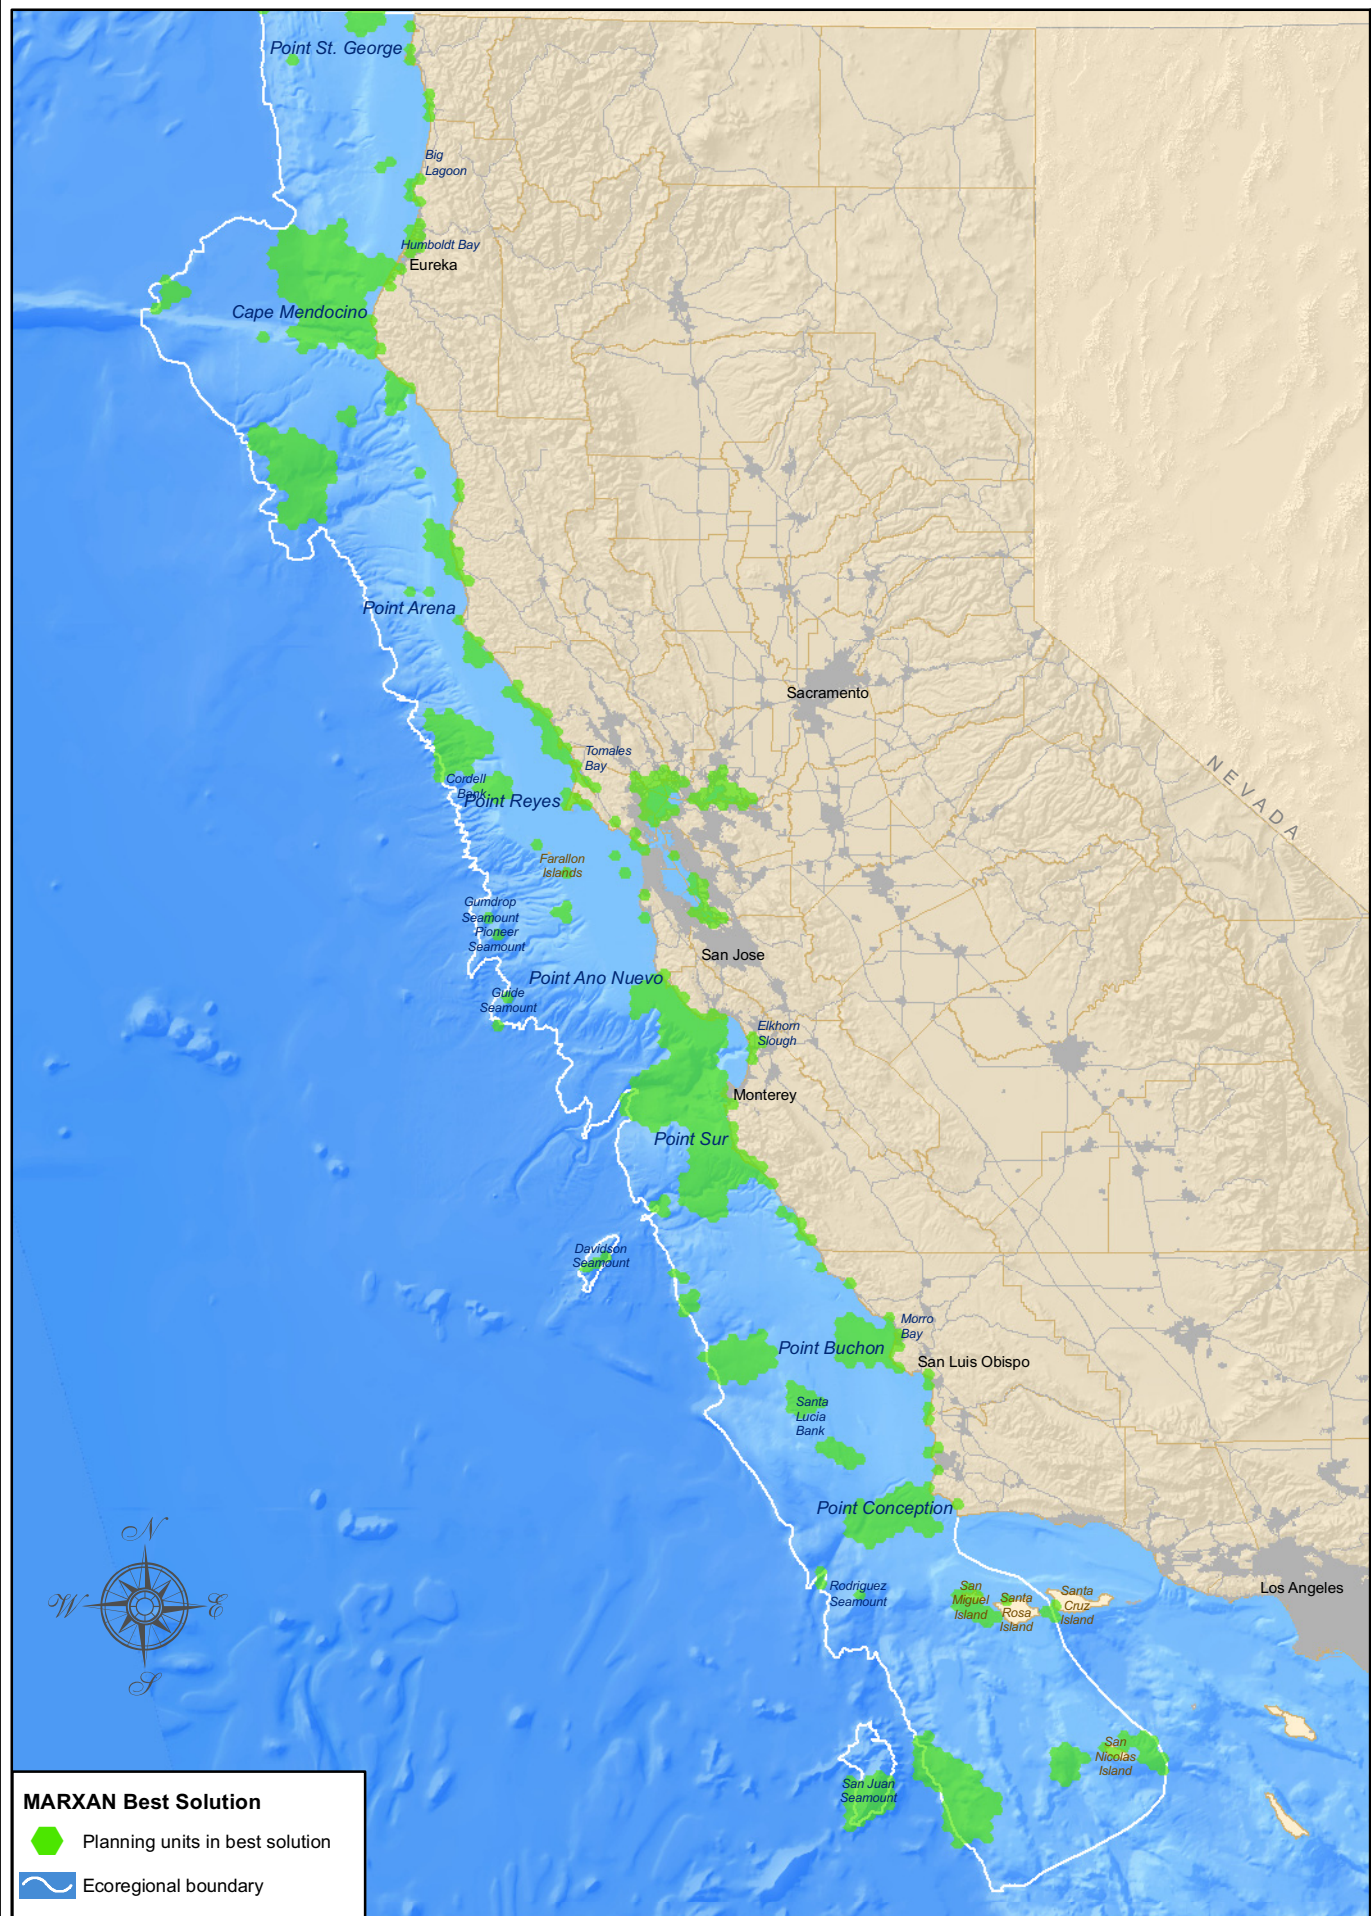 Point St. George
Big
Lagoon
Humboldt Bay
Eureka
Cape Mendocino
Point Arena
Sacramento
Tomales
Bay
NEVADA
Cordell
Bank
Point Reyes
Farallon
Islands
Gumdrop
Seamount
Pioneer
Seamount
San Jose
Point Ano Nuevo
Guide
Seamount
Elkhorn
Slough
Monterey
Point Sur
Davidson
Seamount
Morro
Bay
Point Buchon
San Luis Obispo
Santa
Lucia
Bank
Point Conception
N
W
E
S
Rodriguez
Seamount
San
Miguel
Island
Santa
Rosa
Island
Santa
Cruz
Island
Los Angeles
San
Nicolas
Island
San Juan
Seamount
MARXAN Best Solution
Planning units in best solution
Ecoregional boundary